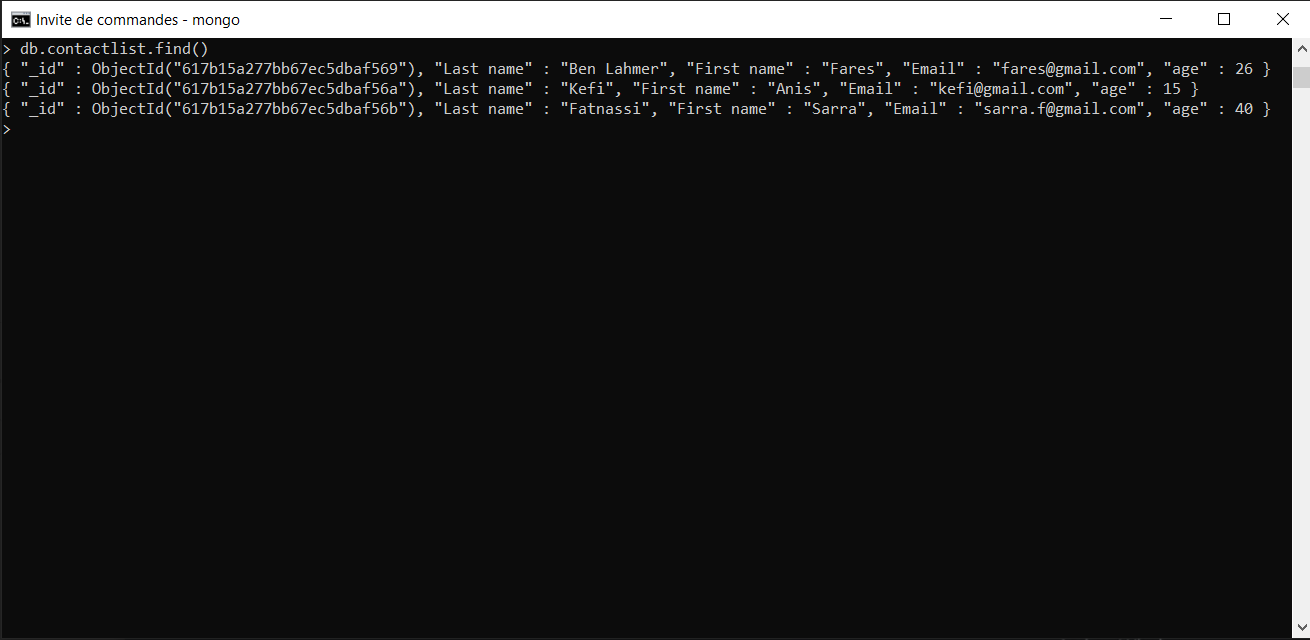 Invite de commandes - mongo
> db.contactlist.find()
{ "_id" : ObjectId("617b15a277bb67ec5dbaf569"), "Last name" : "Ben Lahmer", "First name" : "Fares", "Email" : "fares@gmail.com", "age" : 26 }
{ "_id" : ObjectId("617b15a277bb67ec5dbaf56a"), "Last name" : "Kefi", "First name" : "Anis", "Email" : "kefi@gmail.com", "age" : 15 }
{ "_id" : ObjectId("617b15a277bb67ec5dbaf56b"), "Last name" : "Fatnassi", "First name" : "Sarra", "Email" : "sarra.f@gmail.com", "age" : 40 }
>